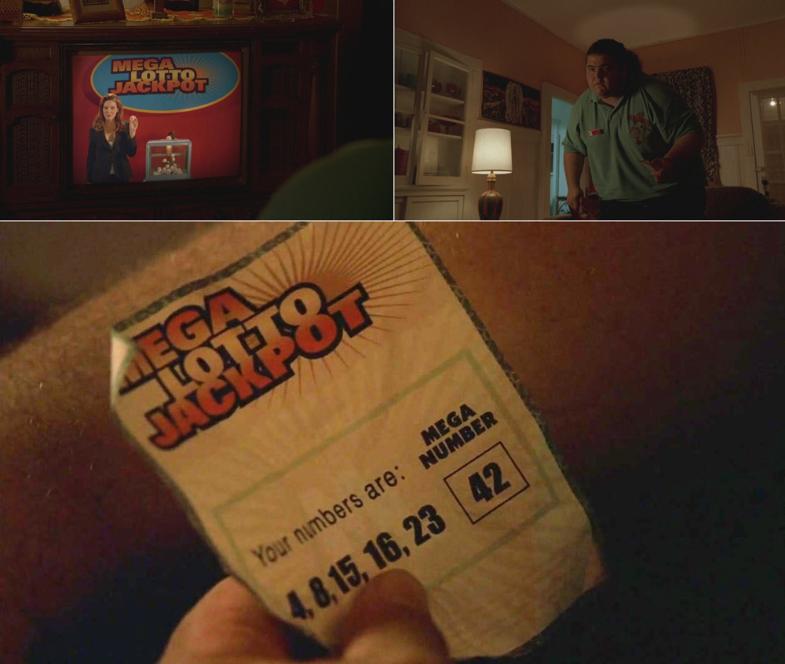 MEGA
LOTTO
JACKPOT
MEGA
LOTTO
JACKPOT
MEGA
NUMBER
Your numbers are:
42
4, 8, 15, 16, 23